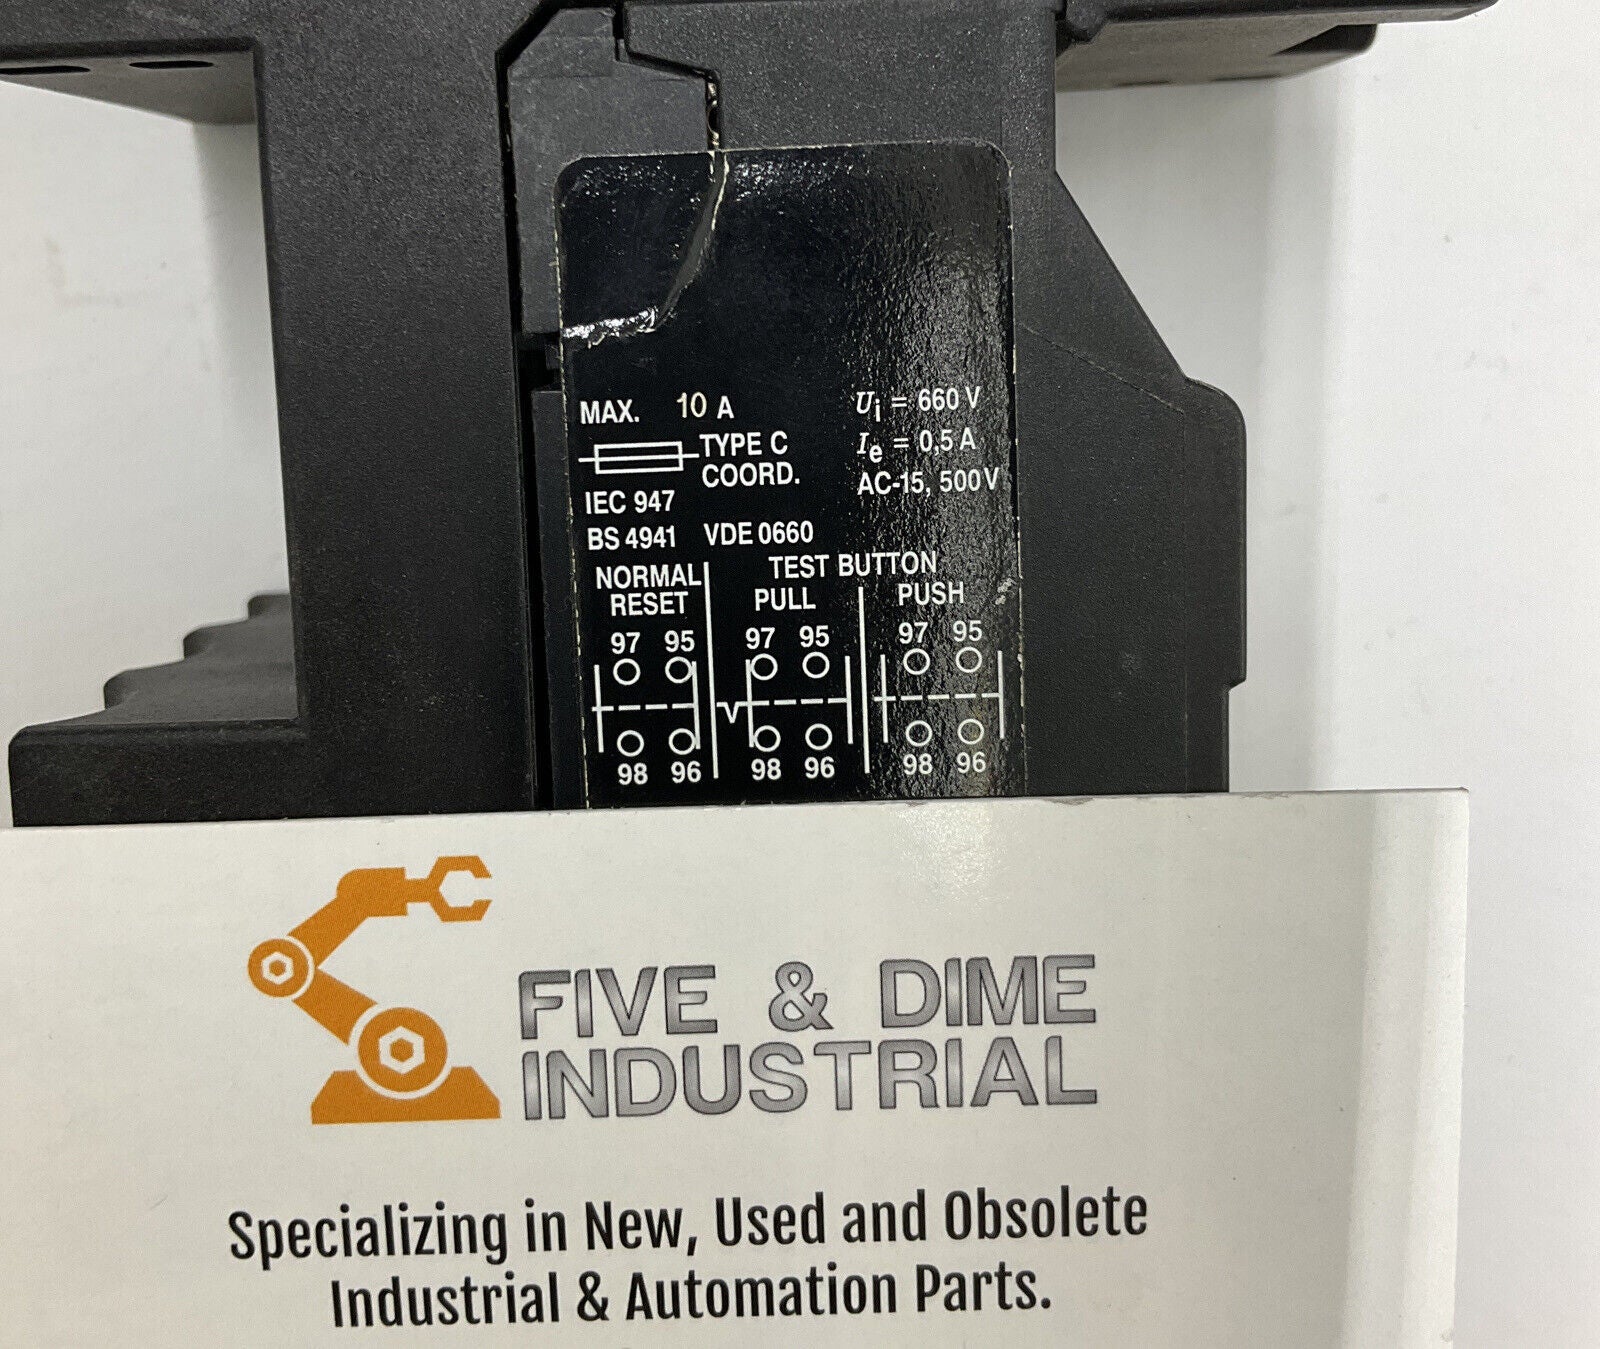 MAX. 10 A
TYPE C
COORD.
IEC 947
BS 4941 VDE 0660
Ui = 660 V
Ie = 0,5 A
AC-15, 500 V
NORMAL
RESET
TEST BUTTON
PULL PUSH
97 95 97 95 97 95
98 96 98 96 98 96
FIVE & DIME
INDUSTRIAL
Specializing in New, Used and Obsolete
Industrial & Automation Parts.